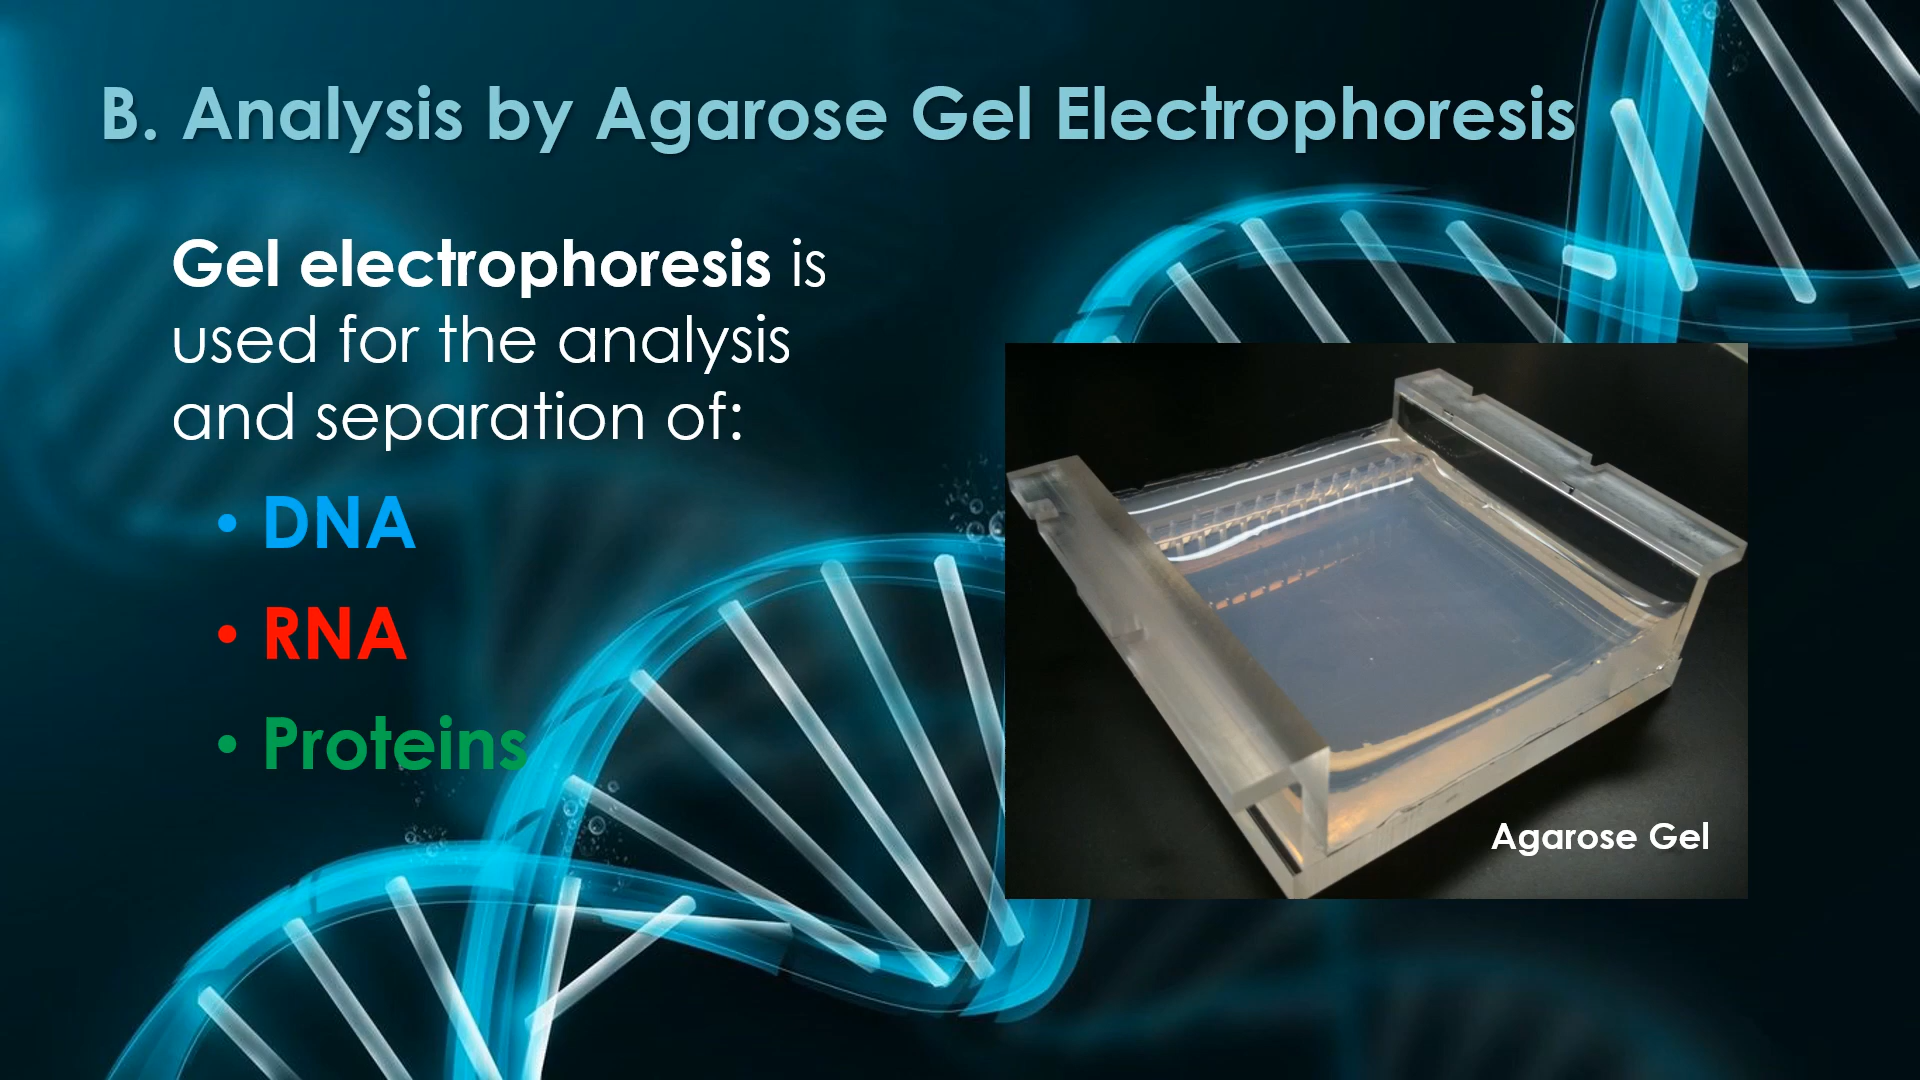 B. Analysis by Agarose Gel Electrophoresis
Gel electrophoresis is
used for the analysis
and separation of:
• DNA
• RNA
• Proteins
Agarose Gel